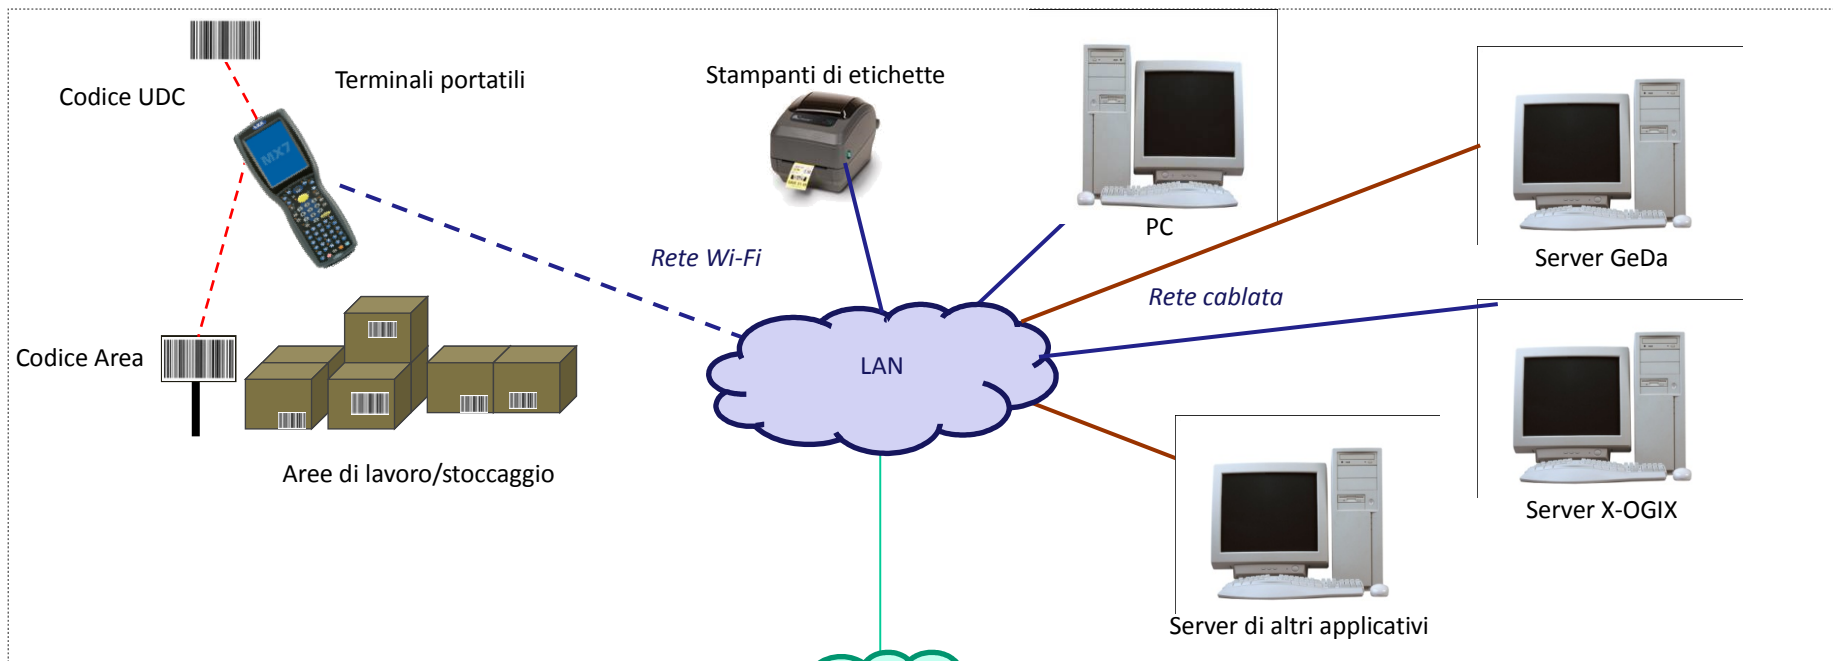 Codice UDC
Terminali portatili
MX7
Stampanti di etichette
PC
Server GeDa
Rete Wi-Fi
Rete cablata
Codice Area
LAN
Aree di lavoro/stoccaggio
Server X-OGIX
Server di altri applicativi